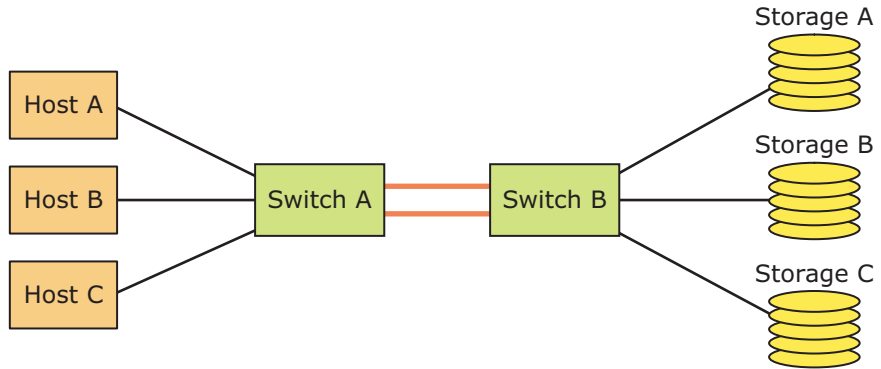 Storage A
Host A
Storage B
Host B
Switch A
Switch B
Host C
Storage C